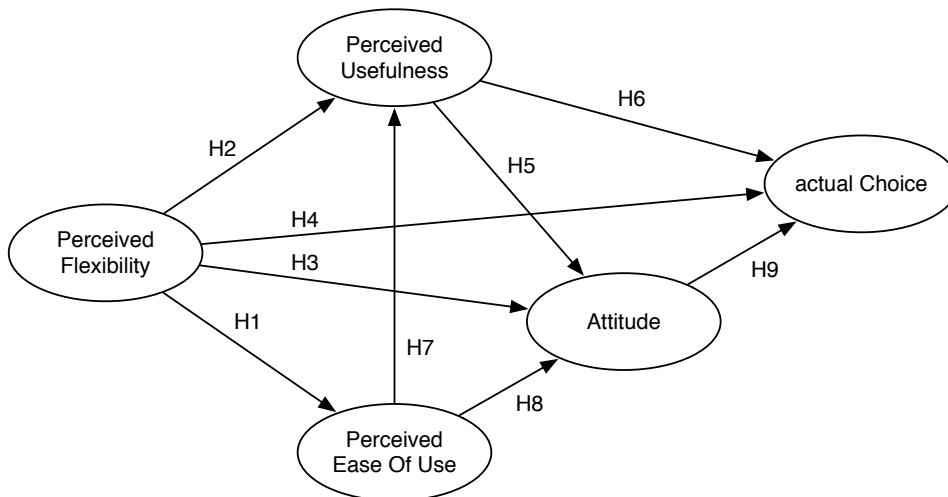 Perceived
Usefulness
H6
H2
H5
actual Choice
H4
Perceived
Flexibility
H3
H9
Attitude
H1
H7
H8
Perceived
Ease Of Use